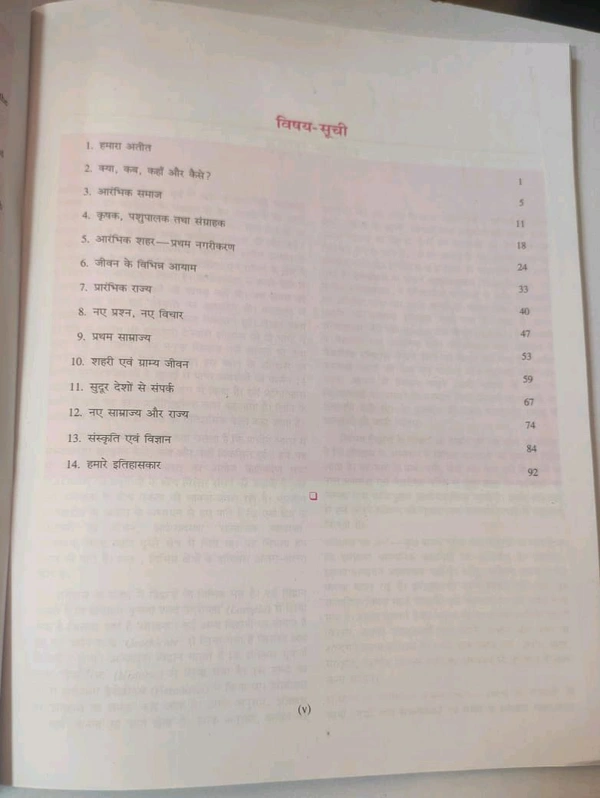 विषय-सूची
1. हमारा अतीत 1
2. क्या, कब, कहाँ और कैसे? 5
3. आरंभिक समाज 11
4. कृषक, पशुपालक तथा संग्राहक 18
5. आरंभिक शहर—प्रथम नगरीकरण 24
6. जीवन के विभिन्न आयाम 33
7. प्रारंभिक राज्य 40
8. नए प्रश्न, नए विचार 47
9. प्रथम साम्राज्य 53
10. शहरी एवं ग्राम्य जीवन 59
11. सुदूर देशों से संपर्क 67
12. नए साम्राज्य और राज्य 74
13. संस्कृति एवं विज्ञान 84
14. हमारे इतिहासकार 92
(v)